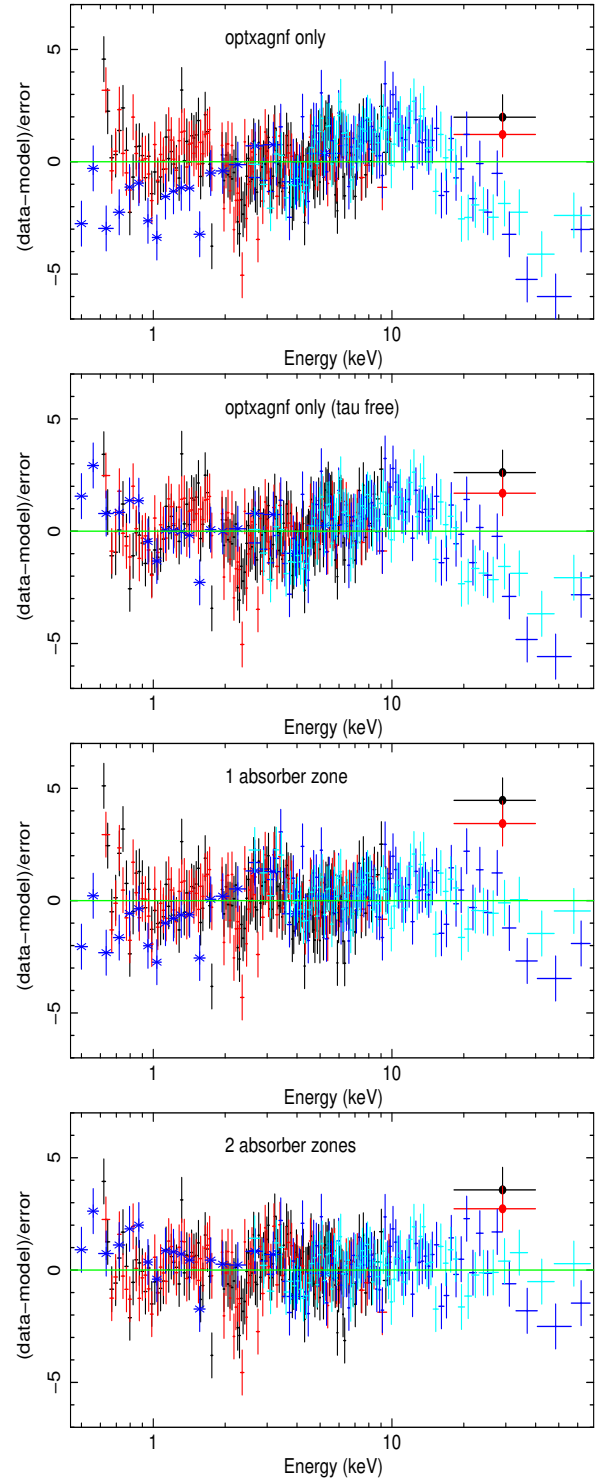 optxagnf only
(data−model)/error
5
0
−5
1
10
Energy (keV)
optxagnf only (tau free)
(data−model)/error
5
0
−5
1
10
Energy (keV)
1 absorber zone
(data−model)/error
5
0
−5
1
10
Energy (keV)
2 absorber zones
(data−model)/error
5
0
−5
1
10
Energy (keV)